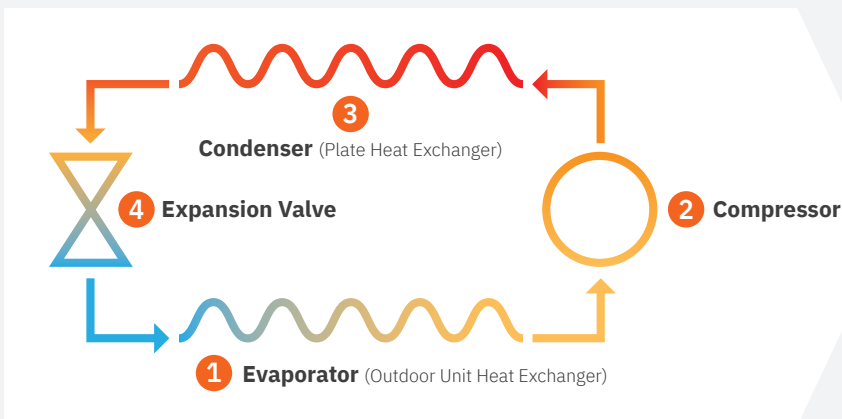 3
Condenser (Plate Heat Exchanger)
4 Expansion Valve
2 Compressor
1 Evaporator (Outdoor Unit Heat Exchanger)